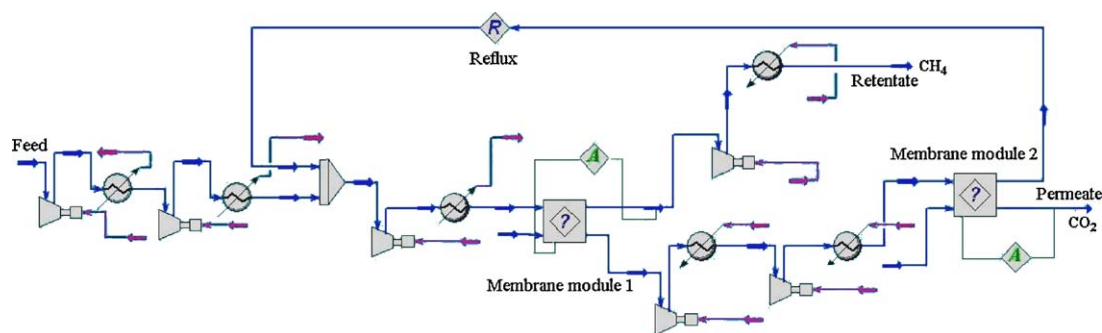 R
Reflux
CH₄
Retentate
Feed
A
Membrane module 2
?
Permeate
CO₂
?
A
Membrane module 1